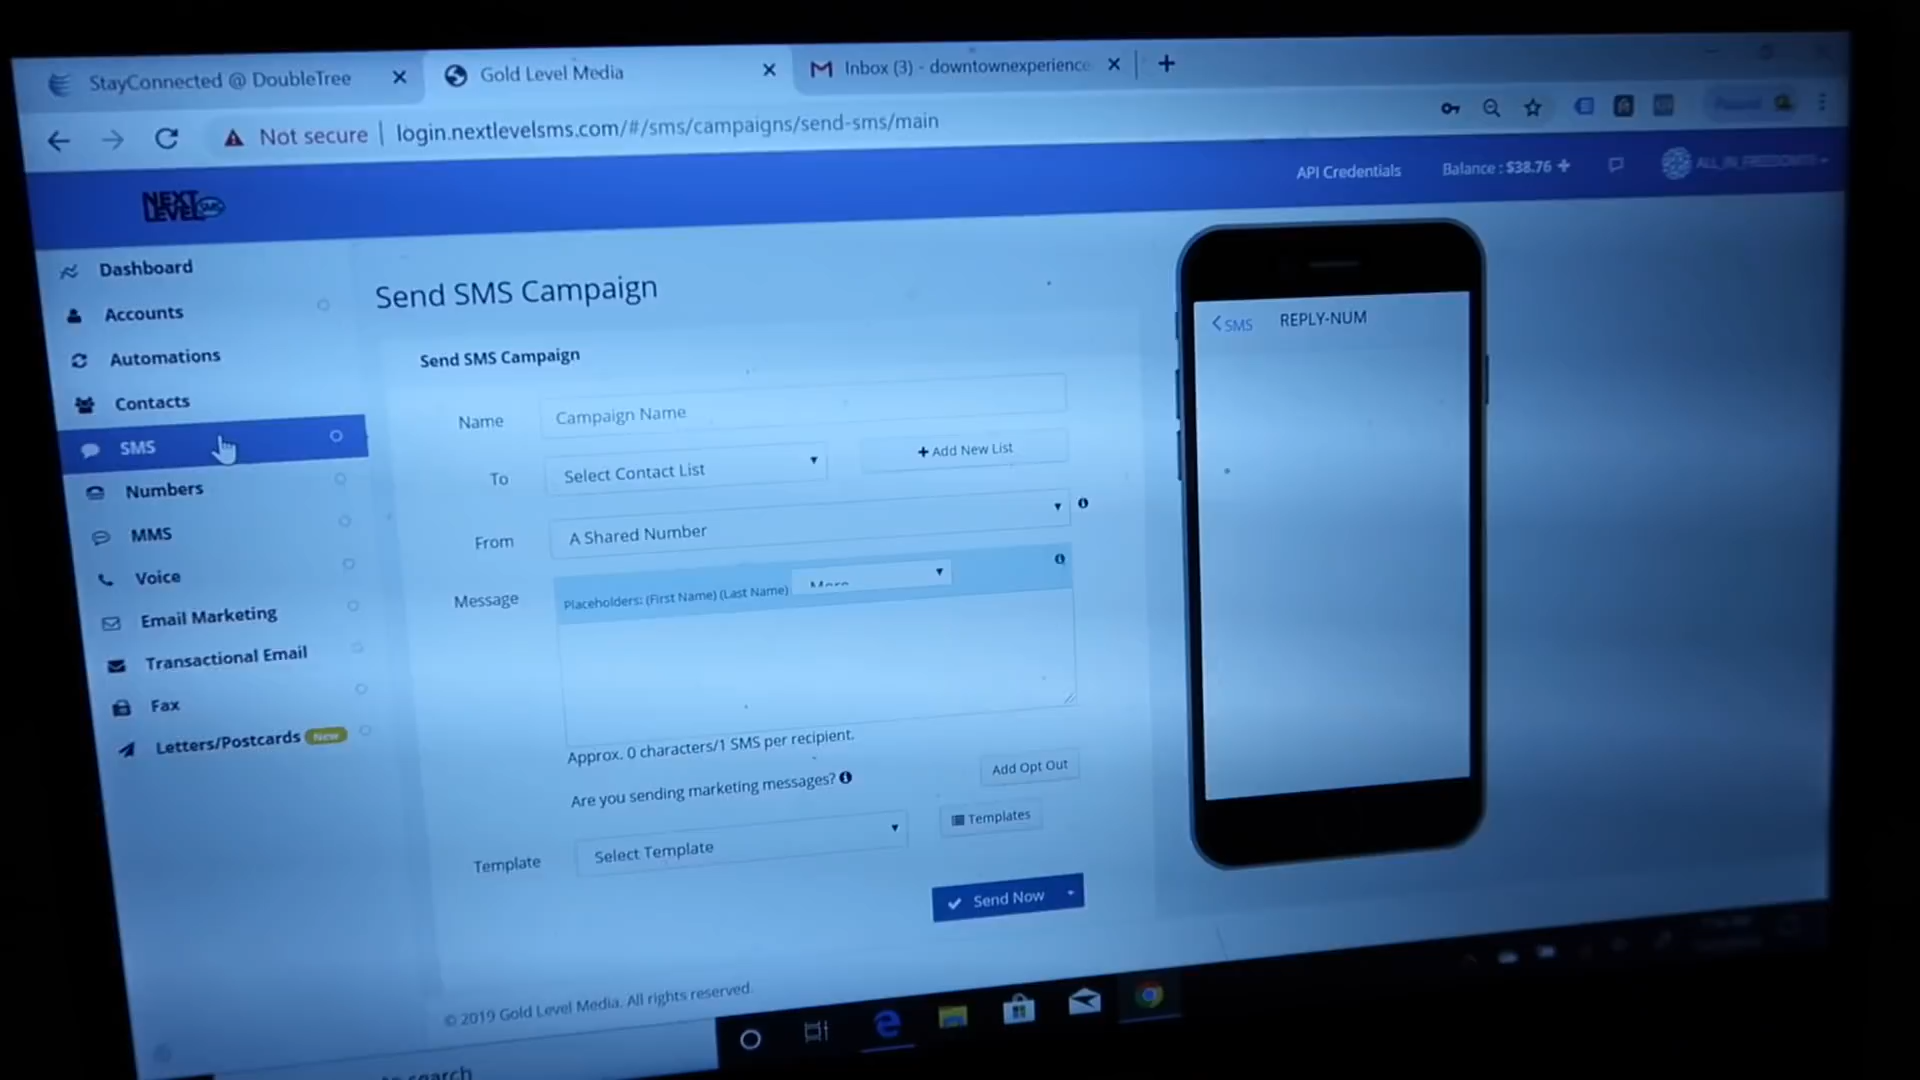 StayConnected @ DoubleTree
Gold Level Media
Inbox (3) - downtownexperience
Not secure
login.nextlevelsms.com/#/sms/campaigns/send-sms/main
API Credentials
Balance : $38.76
NEXT
LEVEL SMS
Dashboard
Accounts
Automations
Contacts
SMS
Numbers
MMS
Voice
Email Marketing
Transactional Email
Fax
Letters/Postcards New
Send SMS Campaign
Send SMS Campaign
Name
Campaign Name
To
Select Contact List
Add New List
From
A Shared Number
Message
Placeholders: (First Name) (Last Name)
More
Approx. 0 characters/1 SMS per recipient.
Are you sending marketing messages?
Add Opt Out
Template
Select Template
Templates
Send Now
SMS
REPLY-NUM
© 2019 Gold Level Media. All rights reserved.
search